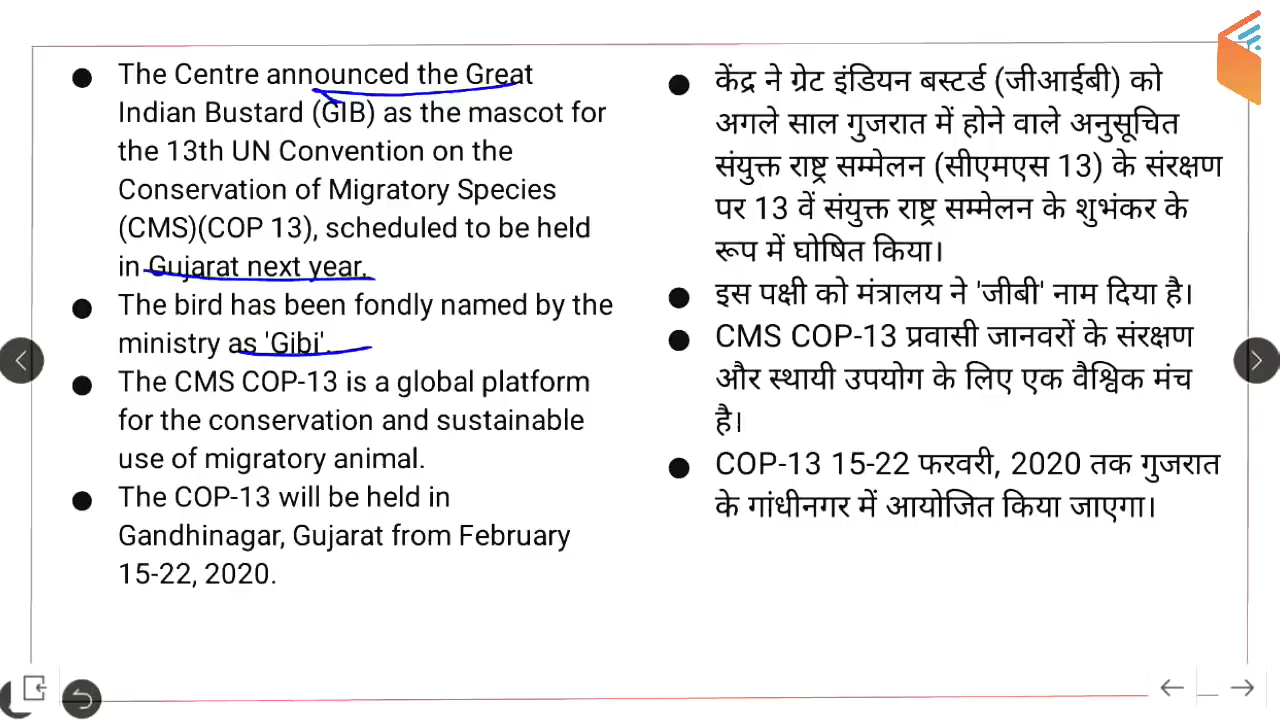 The Centre announced the Great
Indian Bustard (GIB) as the mascot for
the 13th UN Convention on the
Conservation of Migratory Species
(CMS)(COP 13), scheduled to be held
in Gujarat next year.
The bird has been fondly named by the
ministry as 'Gibi'.
The CMS COP-13 is a global platform
for the conservation and sustainable
use of migratory animal.
The COP-13 will be held in
Gandhinagar, Gujarat from February
15-22, 2020.
केंद्र ने ग्रेट इंडियन बस्टर्ड (जीआईबी) को
अगले साल गुजरात में होने वाले अनुसूचित
संयुक्त राष्ट्र सम्मेलन (सीएमएस 13) के संरक्षण
पर 13 वें संयुक्त राष्ट्र सम्मेलन के शुभंकर के
रूप में घोषित किया।
इस पक्षी को मंत्रालय ने 'जीबी' नाम दिया है।
CMS COP-13 प्रवासी जानवरों के संरक्षण
और स्थायी उपयोग के लिए एक वैश्विक मंच
है।
COP-13 15-22 फरवरी, 2020 तक गुजरात
के गांधीनगर में आयोजित किया जाएगा।